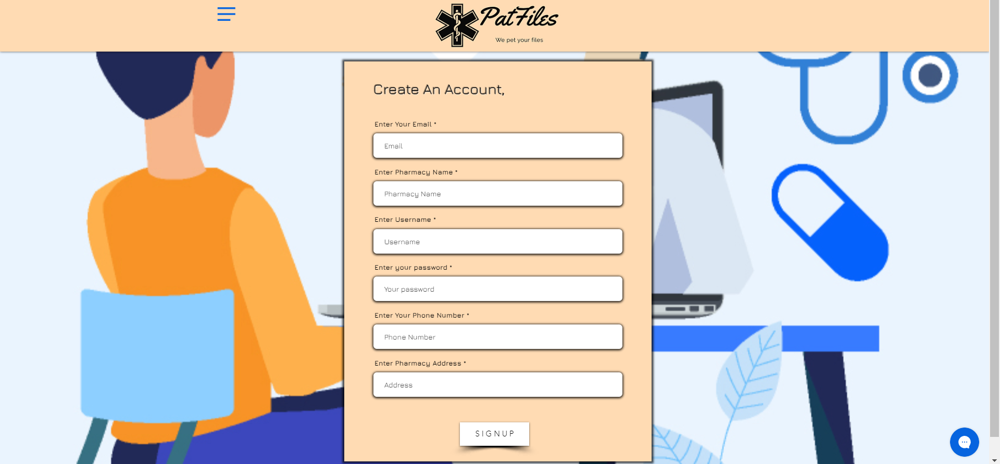 PatFiles
We pet your files
Create An Account,
Enter Your Email *
Email
Enter Pharmacy Name *
Pharmacy Name
Enter Username *
Username
Enter your password *
Your password
Enter Your Phone Number *
Phone Number
Enter Pharmacy Address *
Address
SIGNUP